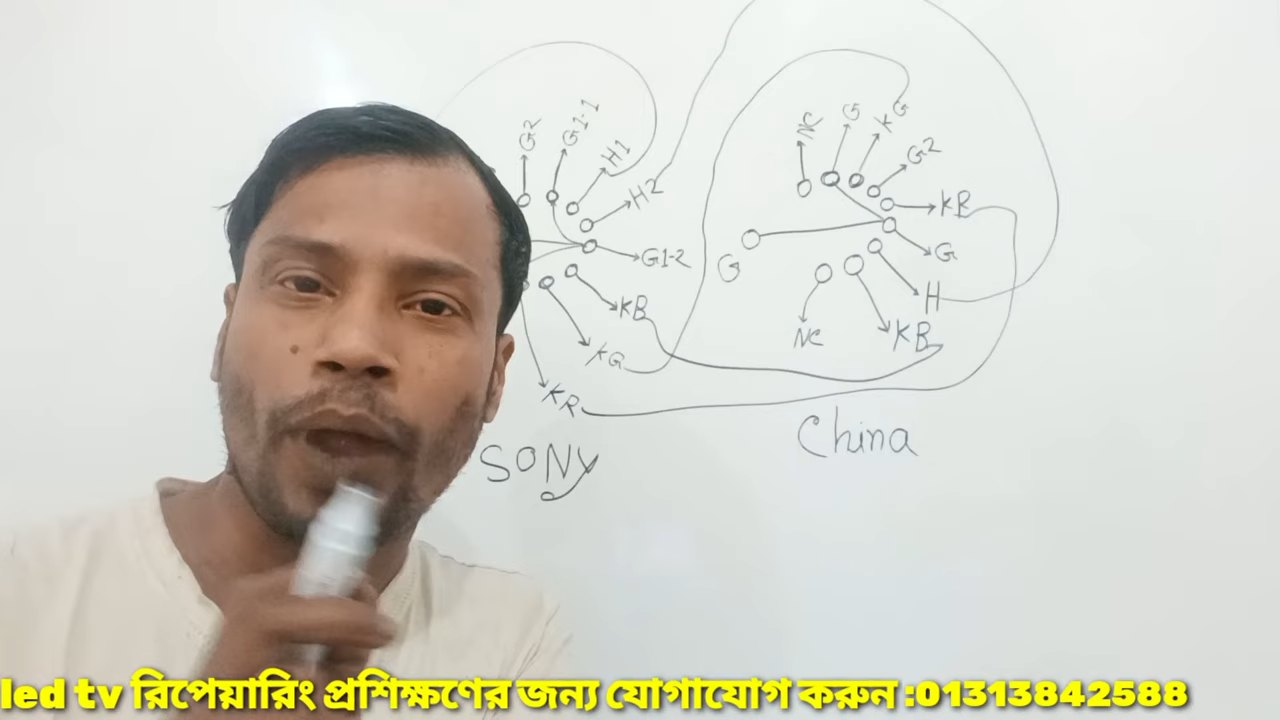 G2
G1-1
H1
H2
G1-2
KB
KG
KR
SONY
NC
G
KG
G2
KB
G
H
KB
NC
G
China
led tv রিপেয়ারিং প্রশিক্ষণের জন্য যোগাযোগ করুন :01313842588